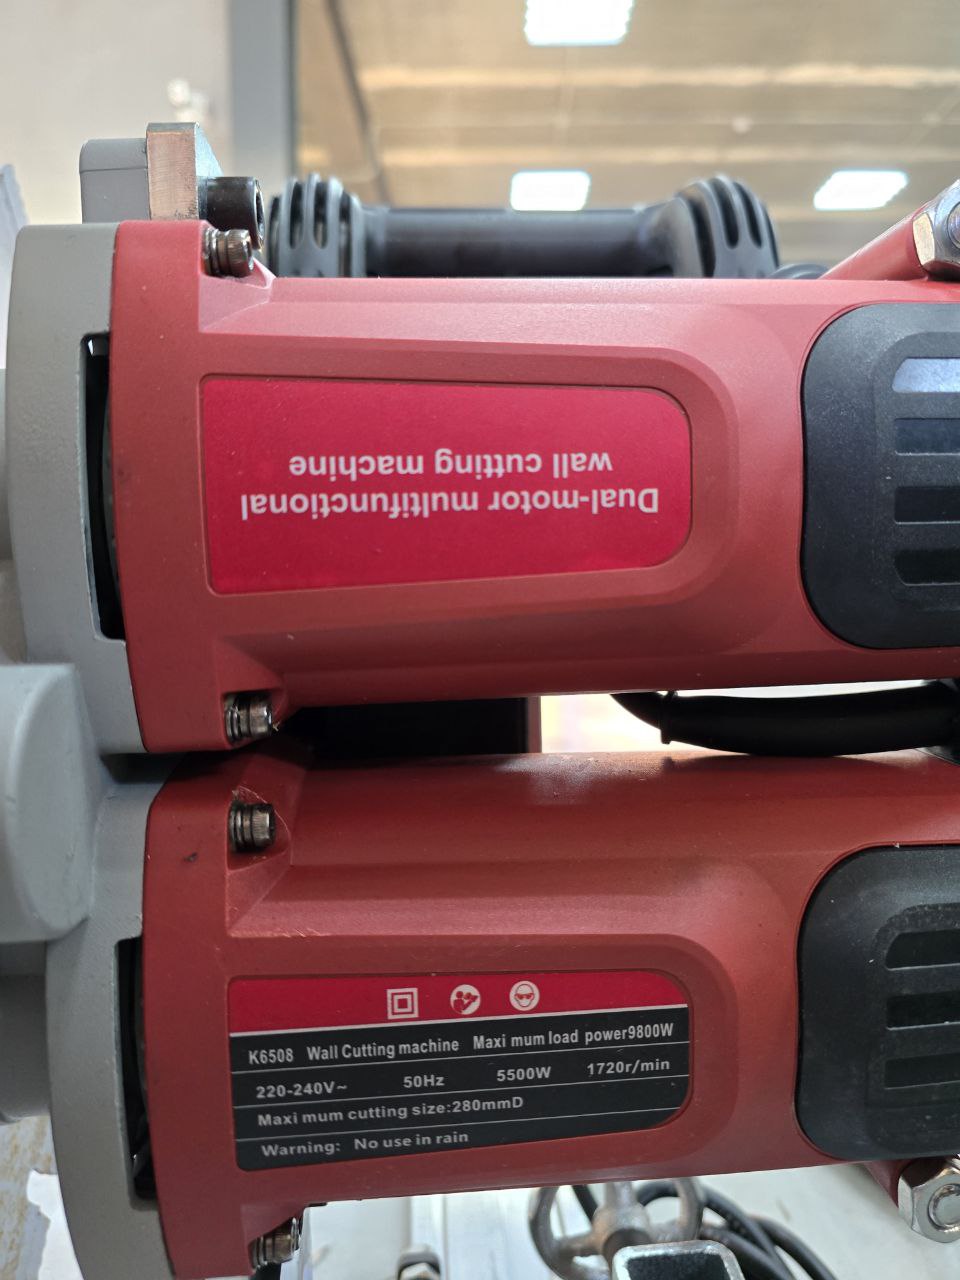 Dual-motor multifunctional
wall cutting machine
K6508 Wall Cutting machine Maxi mum load power9800W
220-240V~ 50Hz 5500W 1720r/min
Maxi mum cutting size:280mmD
Warning: No use in rain